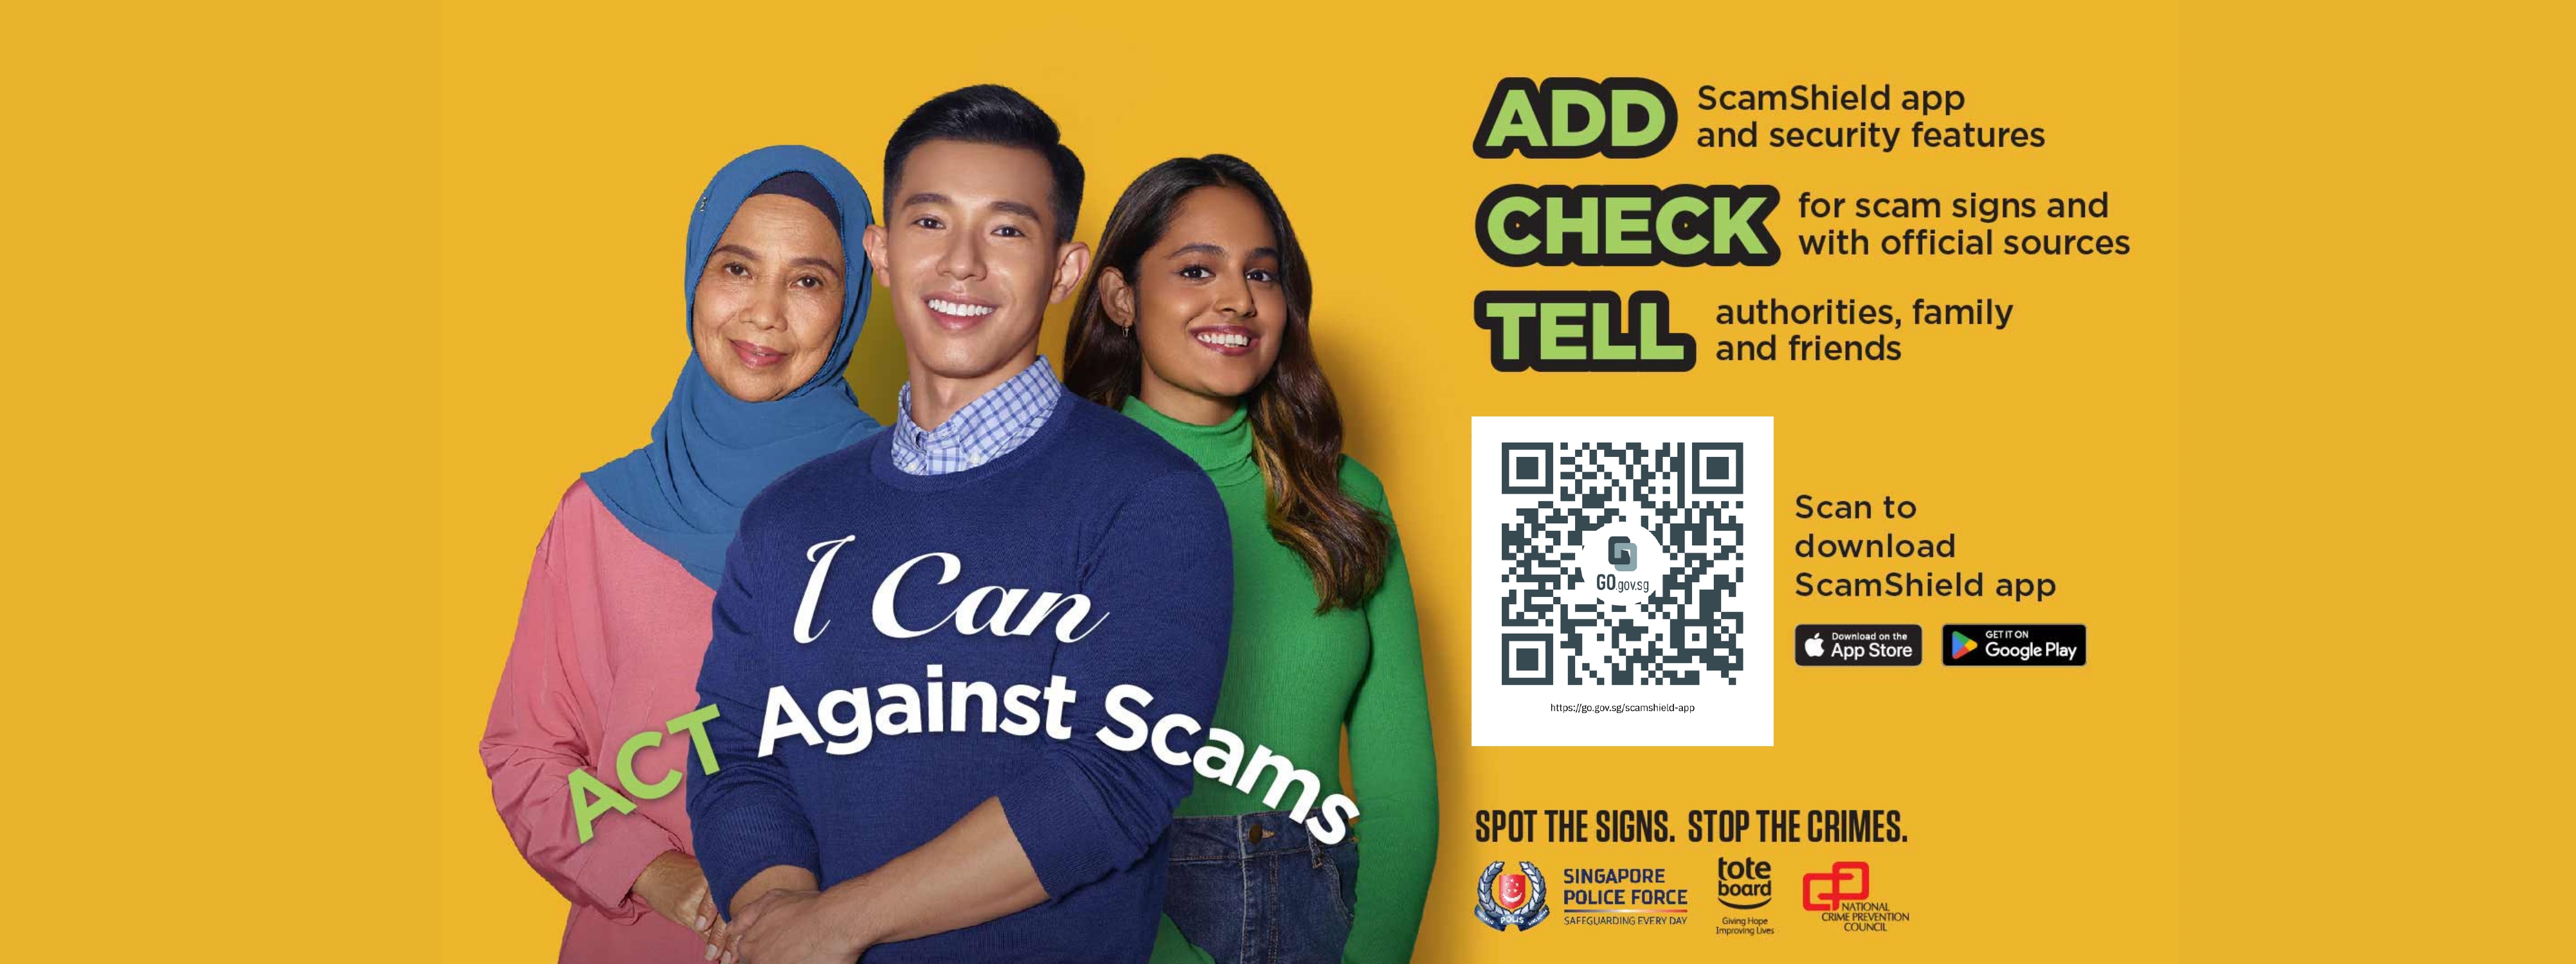 I Can
ACT Against Scams
ADD
ScamShield app
and security features
CHECK
for scam signs and
with official sources
TELL
authorities, family
and friends
GO.gov.sg
https://go.gov.sg/scamshield-app
Scan to
download
ScamShield app
Download on the
App Store
GET IT ON
Google Play
SPOT THE SIGNS. STOP THE CRIMES.
POLIS
SINGAPORE
POLICE FORCE
SAFEGUARDING EVERY DAY
tote
board
Giving Hope
Improving Lives
NATIONAL
CRIME PREVENTION
COUNCIL